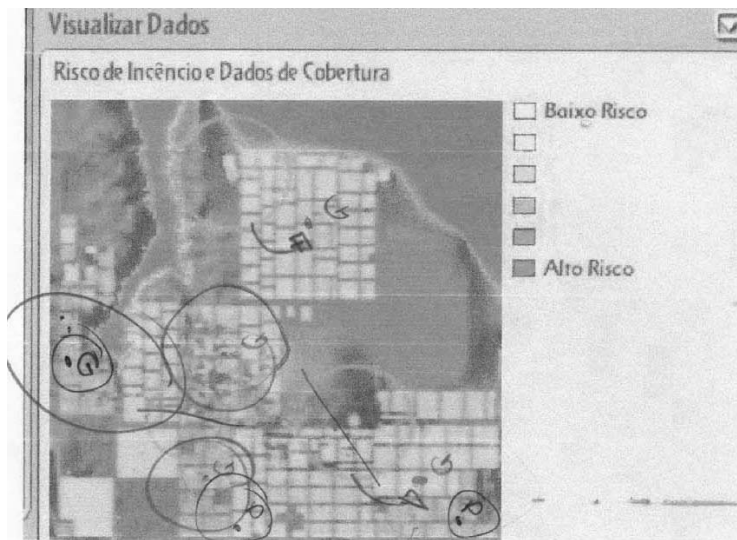 Visualizar Dados
Risco de Incêncio e Dados de Cobertura
Baixo Risco
Alto Risco
G
G
G
G
G
P
P